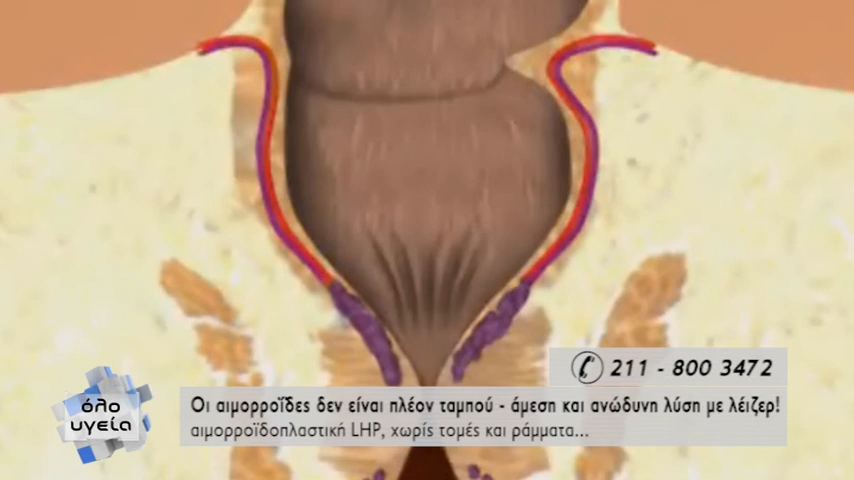 211 - 800 3472
όλο
υγεία
Οι αιμορροΐδες δεν είναι πλέον ταμπού - άμεση και ανώδυνη λύση με λέιζερ!
αιμορροϊδοπλαστική LHP, χωρίς τομές και ράμματα...